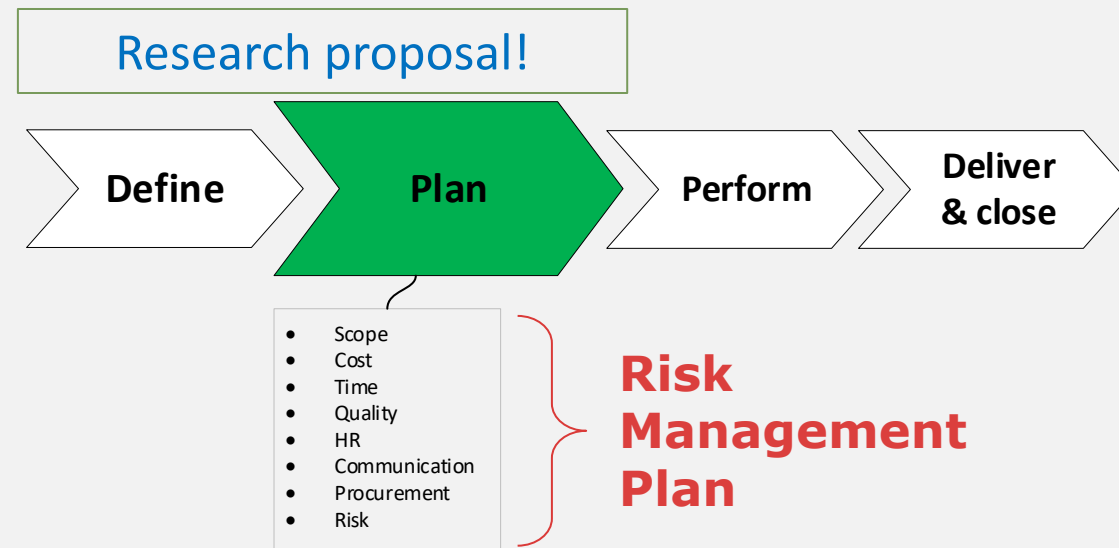 Research proposal!
Define
Plan
Perform
Deliver
& close
• Scope
• Cost
• Time
• Quality
• HR
• Communication
• Procurement
• Risk
Risk
Management
Plan